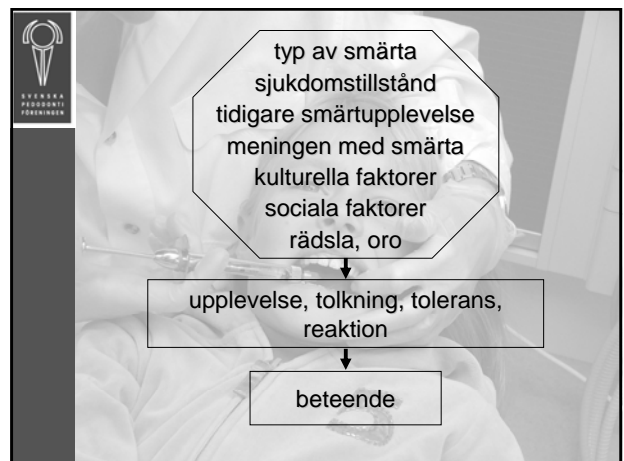 SVENSKA
PEDODONTI
FÖRENINGEN
typ av smärta
sjukdomstillstånd
tidigare smärtupplevelse
meningen med smärta
kulturella faktorer
sociala faktorer
rädsla, oro
upplevelse, tolkning, tolerans,
reaktion
beteende